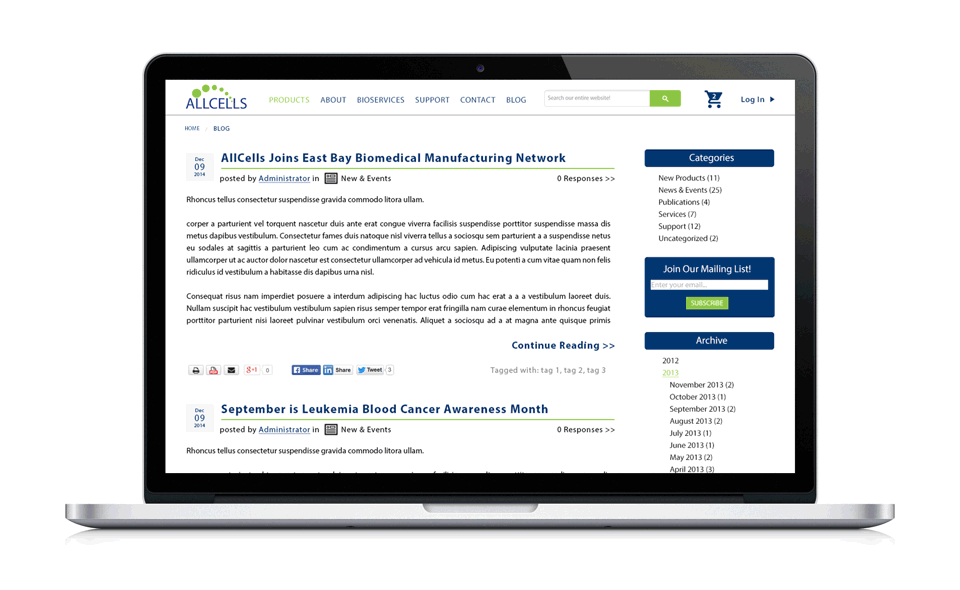 ALLCELLS
PRODUCTS ABOUT BIOSERVICES SUPPORT CONTACT BLOG
Search our entire website!
2
Log In
HOME BLOG
Dec
09
2014
AllCells Joins East Bay Biomedical Manufacturing Network
posted by Administrator in New & Events
0 Responses >>
Rhoncus tellus consectetur suspendisse gravida commodo litora ullam.
corper a parturient vel torquent nascetur duis ante erat congue viverra facilisis suspendisse porttitor suspendisse massa dis
metus dapibus vestibulum. Consectetur fames duis natoque nisl viverra tellus a sociosqu sem parturient a a suspendisse netus
eu sodales at sagittis a parturient leo cum ac condimentum a cursus arcu sapien. Adipiscing vulputate lacinia praesent
ullamcorper ut ac auctor dolor nascetur est consectetur ullamcorper ad vehicula id metus. Eu potenti a cum vitae quam non felis
ridiculus id vestibulum a habitasse dis dapibus urna nisl.
Consequat risus nam imperdiet posuere a interdum adipiscing hac luctus odio cum hac erat a a a vestibulum laoreet duis.
Nullam suscipit hac vestibulum vestibulum sapien risus semper tempor erat fringilla nam curae elementum in rhoncus feugiat
porttitor parturient nisi laoreet pulvinar vestibulum orci venenatis. Aliquet a sociosqu ad a at magna ante quisque primis
Continue Reading >>
g+1 0 Share in Share Tweet 3
Tagged with: tag 1, tag 2, tag 3
Dec
09
2014
September is Leukemia Blood Cancer Awareness Month
posted by Administrator in New & Events
0 Responses >>
Rhoncus tellus consectetur suspendisse gravida commodo litora ullam.
Categories
New Products (11)
News & Events (25)
Publications (4)
Services (7)
Support (12)
Uncategorized (2)
Join Our Mailing List!
Enter your email...
SUBSCRIBE
Archive
2012
2013
November 2013 (2)
October 2013 (1)
September 2013 (2)
August 2013 (2)
July 2013 (1)
June 2013 (1)
May 2013 (2)
April 2013 (3)